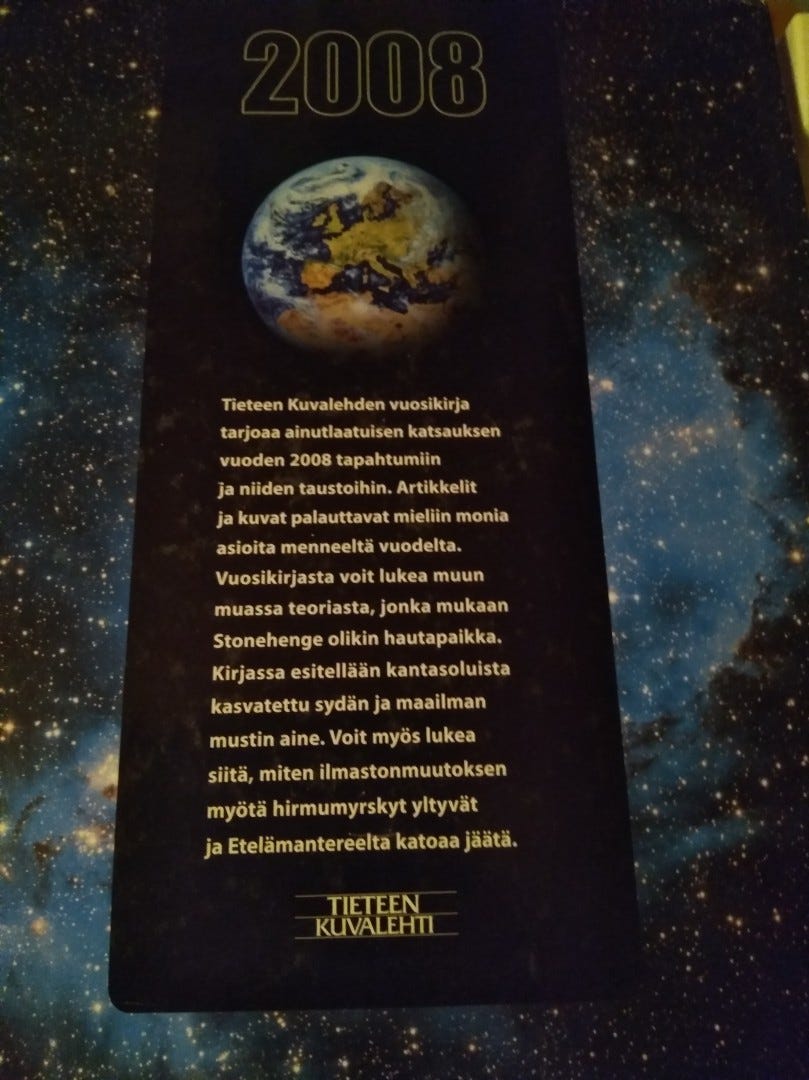 2008
Tieteen Kuvalehden vuosikirja
tarjoaa ainutlaatuisen katsauksen
vuoden 2008 tapahtumiin
ja niiden taustoihin. Artikkelit
ja kuvat palauttavat mieliin monia
asioita menneeltä vuodelta.
Vuosikirjasta voit lukea muun
muassa teoriasta, jonka mukaan
Stonehenge olikin hautapaikka.
Kirjassa esitellään kantasoluista
kasvatettu sydän ja maailman
mustin aine. Voit myös lukea
siitä, miten ilmastonmuutoksen
myötä hirmumyrskyt yltyvät
ja Etelämantereelta katoaa jäätä.
TIETEEN
KUVALEHTI